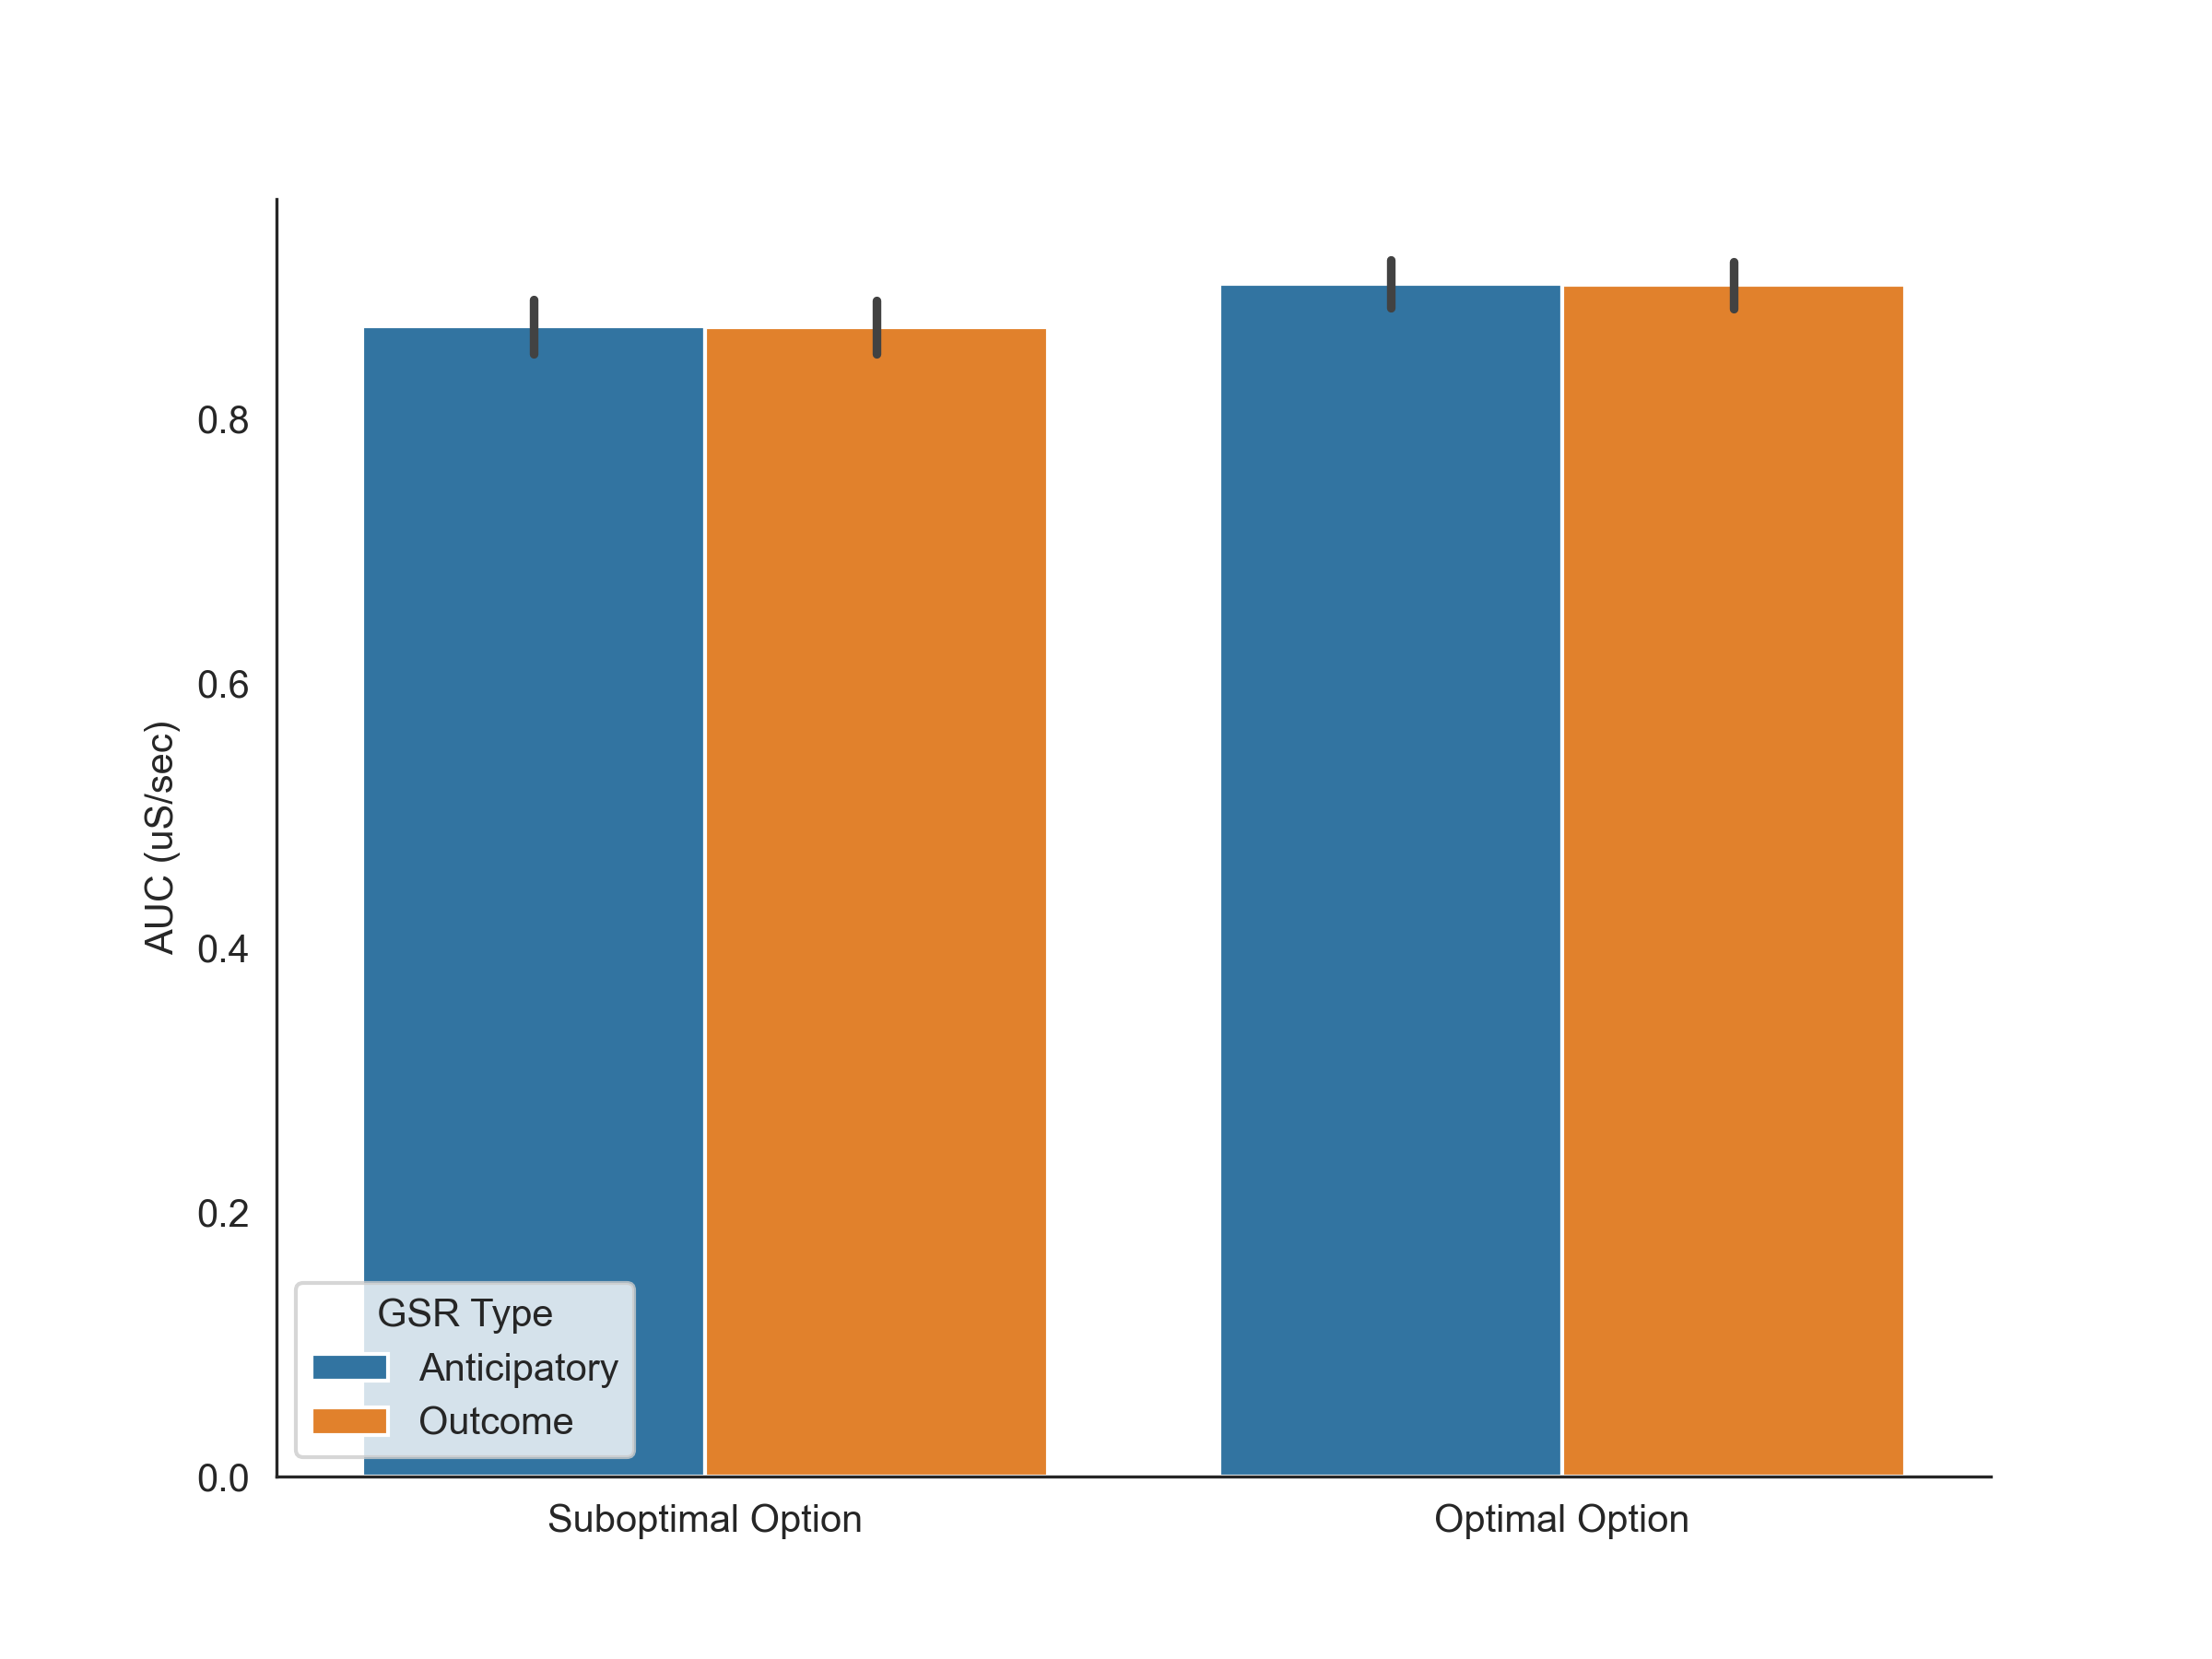 AUC (uS/sec)
0.8
0.6
0.4
0.2
0.0
GSR Type
Anticipatory
Outcome
Suboptimal Option
Optimal Option